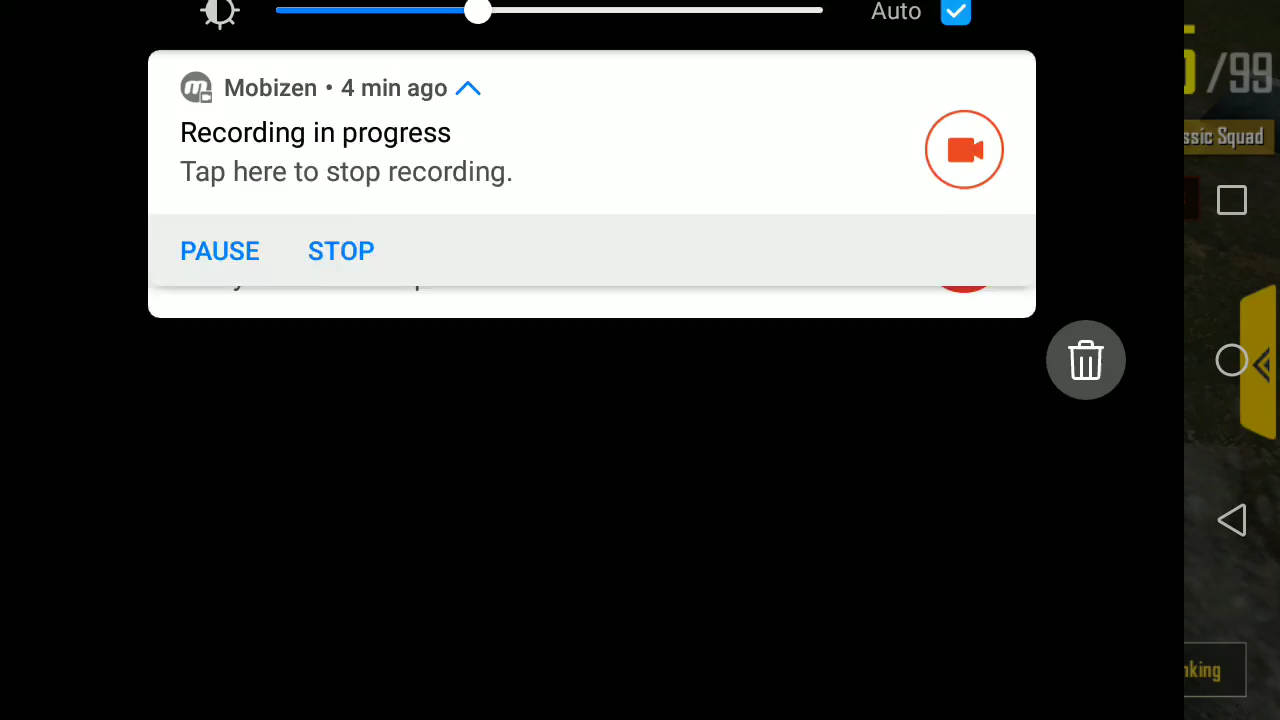 Auto
Mobizen • 4 min ago
Recording in progress
Tap here to stop recording.
PAUSE STOP
/99
ssic Squad
nking